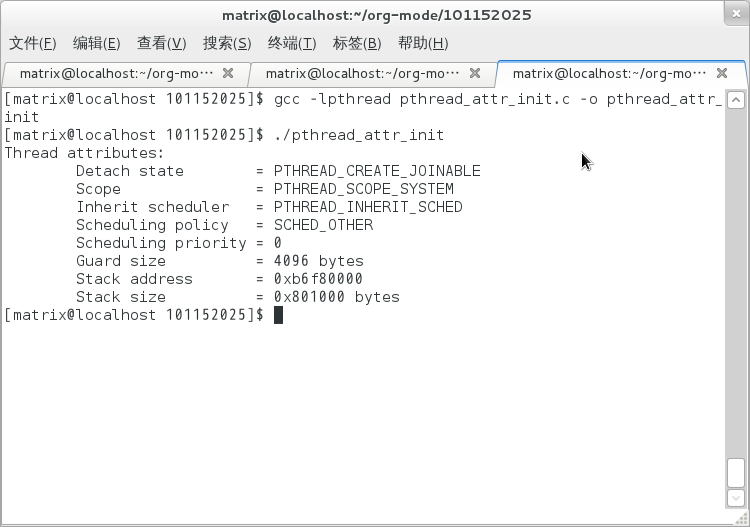 matrix@localhost:~/org-mode/101152025
文件(F) 编辑(E) 查看(V) 搜索(S) 终端(T) 标签(B) 帮助(H)
matrix@localhost:~/org-mo··· matrix@localhost:~/org-mo··· matrix@localhost:~/org-mo···
[matrix@localhost 101152025]$ gcc -lpthread pthread_attr_init.c -o pthread_attr_
init
[matrix@localhost 101152025]$ ./pthread_attr_init
Thread attributes:
        Detach state        = PTHREAD_CREATE_JOINABLE
        Scope               = PTHREAD_SCOPE_SYSTEM
        Inherit scheduler   = PTHREAD_INHERIT_SCHED
        Scheduling policy   = SCHED_OTHER
        Scheduling priority = 0
        Guard size          = 4096 bytes
        Stack address       = 0xb6f80000
        Stack size          = 0x801000 bytes
[matrix@localhost 101152025]$